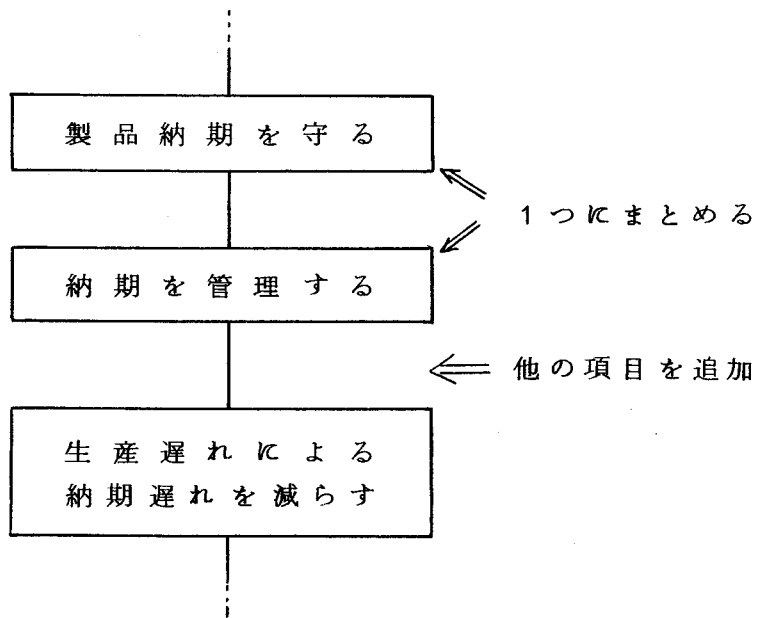 製品納期を守る
1つにまとめる
納期を管理する
他の項目を追加
生産遅れによる
納期遅れを減らす